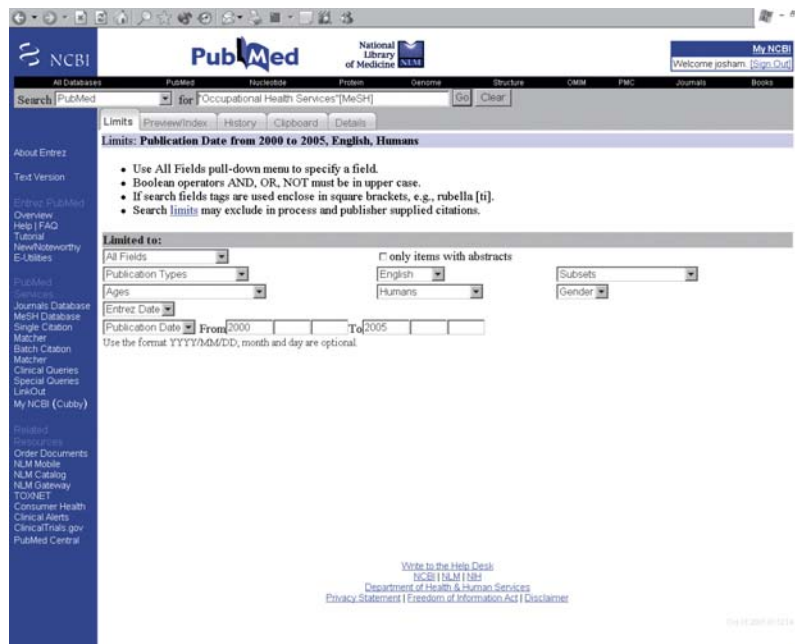 NCBI
PubMed
National
Library
of Medicine NLM
My NCBI
Welcome josham. [Sign Out]
All Databases PubMed Nucleotide Protein Genome Structure OMIM PMC Journals Books
Search PubMed for "Occupational Health Services"[MeSH] Go Clear
Limits Preview/Index History Clipboard Details
Limits: Publication Date from 2000 to 2005, English, Humans
About Entrez
Text Version
Entrez PubMed
Overview
Help | FAQ
Tutorial
New/Noteworthy
E-Utilities
PubMed
Services
Journals Database
MeSH Database
Single Citation
Matcher
Batch Citation
Matcher
Clinical Queries
Special Queries
LinkOut
My NCBI (Cubby)
Related
Resources
Order Documents
NLM Mobile
NLM Catalog
NLM Gateway
TOXNET
Consumer Health
Clinical Alerts
ClinicalTrials.gov
PubMed Central
• Use All Fields pull-down menu to specify a field.
• Boolean operators AND, OR, NOT must be in upper case.
• If search fields tags are used enclose in square brackets, e.g., rubella [ti].
• Search limits may exclude in process and publisher supplied citations.
Limited to:
All Fields only items with abstracts
Publication Types English Subsets
Ages Humans Gender
Entrez Date
Publication Date From 2000 To 2005
Use the format YYYY/MM/DD, month and day are optional.
Write to the Help Desk
NCBI | NLM | NIH
Department of Health & Human Services
Privacy Statement | Freedom of Information Act | Disclaimer